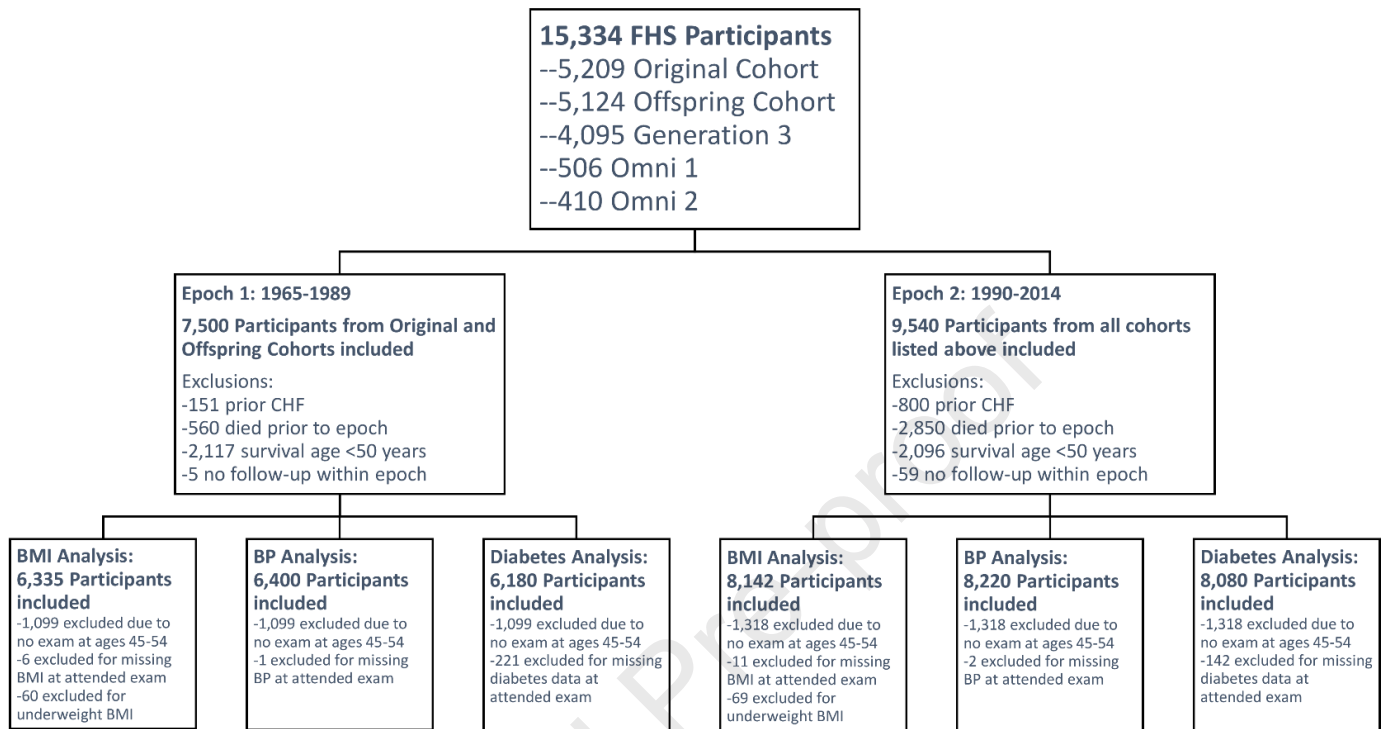 15,334 FHS Participants
--5,209 Original Cohort
--5,124 Offspring Cohort
--4,095 Generation 3
--506 Omni 1
--410 Omni 2
Epoch 1: 1965-1989
7,500 Participants from Original and
Offspring Cohorts included
Exclusions:
-151 prior CHF
-560 died prior to epoch
-2,117 survival age <50 years
-5 no follow-up within epoch
Epoch 2: 1990-2014
9,540 Participants from all cohorts
listed above included
Exclusions:
-800 prior CHF
-2,850 died prior to epoch
-2,096 survival age <50 years
-59 no follow-up within epoch
BMI Analysis:
6,335 Participants
included
-1,099 excluded due to
no exam at ages 45-54
-6 excluded for missing
BMI at attended exam
-60 excluded for
underweight BMI
BP Analysis:
6,400 Participants
included
-1,099 excluded due to
no exam at ages 45-54
-1 excluded for missing
BP at attended exam
Diabetes Analysis:
6,180 Participants
included
-1,099 excluded due to
no exam at ages 45-54
-221 excluded for missing
diabetes data at
attended exam
BMI Analysis:
8,142 Participants
included
-1,318 excluded due to
no exam at ages 45-54
-11 excluded for missing
BMI at attended exam
-69 excluded for
underweight BMI
BP Analysis:
8,220 Participants
included
-1,318 excluded due to
no exam at ages 45-54
-2 excluded for missing
BP at attended exam
Diabetes Analysis:
8,080 Participants
included
-1,318 excluded due to
no exam at ages 45-54
-142 excluded for missing
diabetes data at
attended exam
Pre-proof